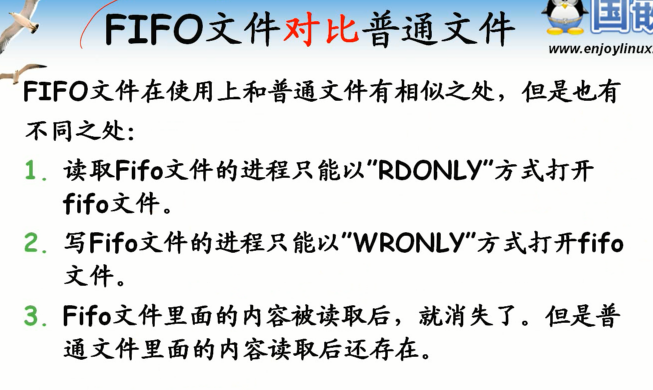 FIFO文件对比普通文件
国嵌
www.enjoylinux
FIFO文件在使用上和普通文件有相似之处，但是也有
不同之处：
1. 读取Fifo文件的进程只能以"RDONLY"方式打开
fifo文件。
2. 写Fifo文件的进程只能以"WRONLY"方式打开fifo
文件。
3. Fifo文件里面的内容被读取后，就消失了。但是普
通文件里面的内容读取后还存在。